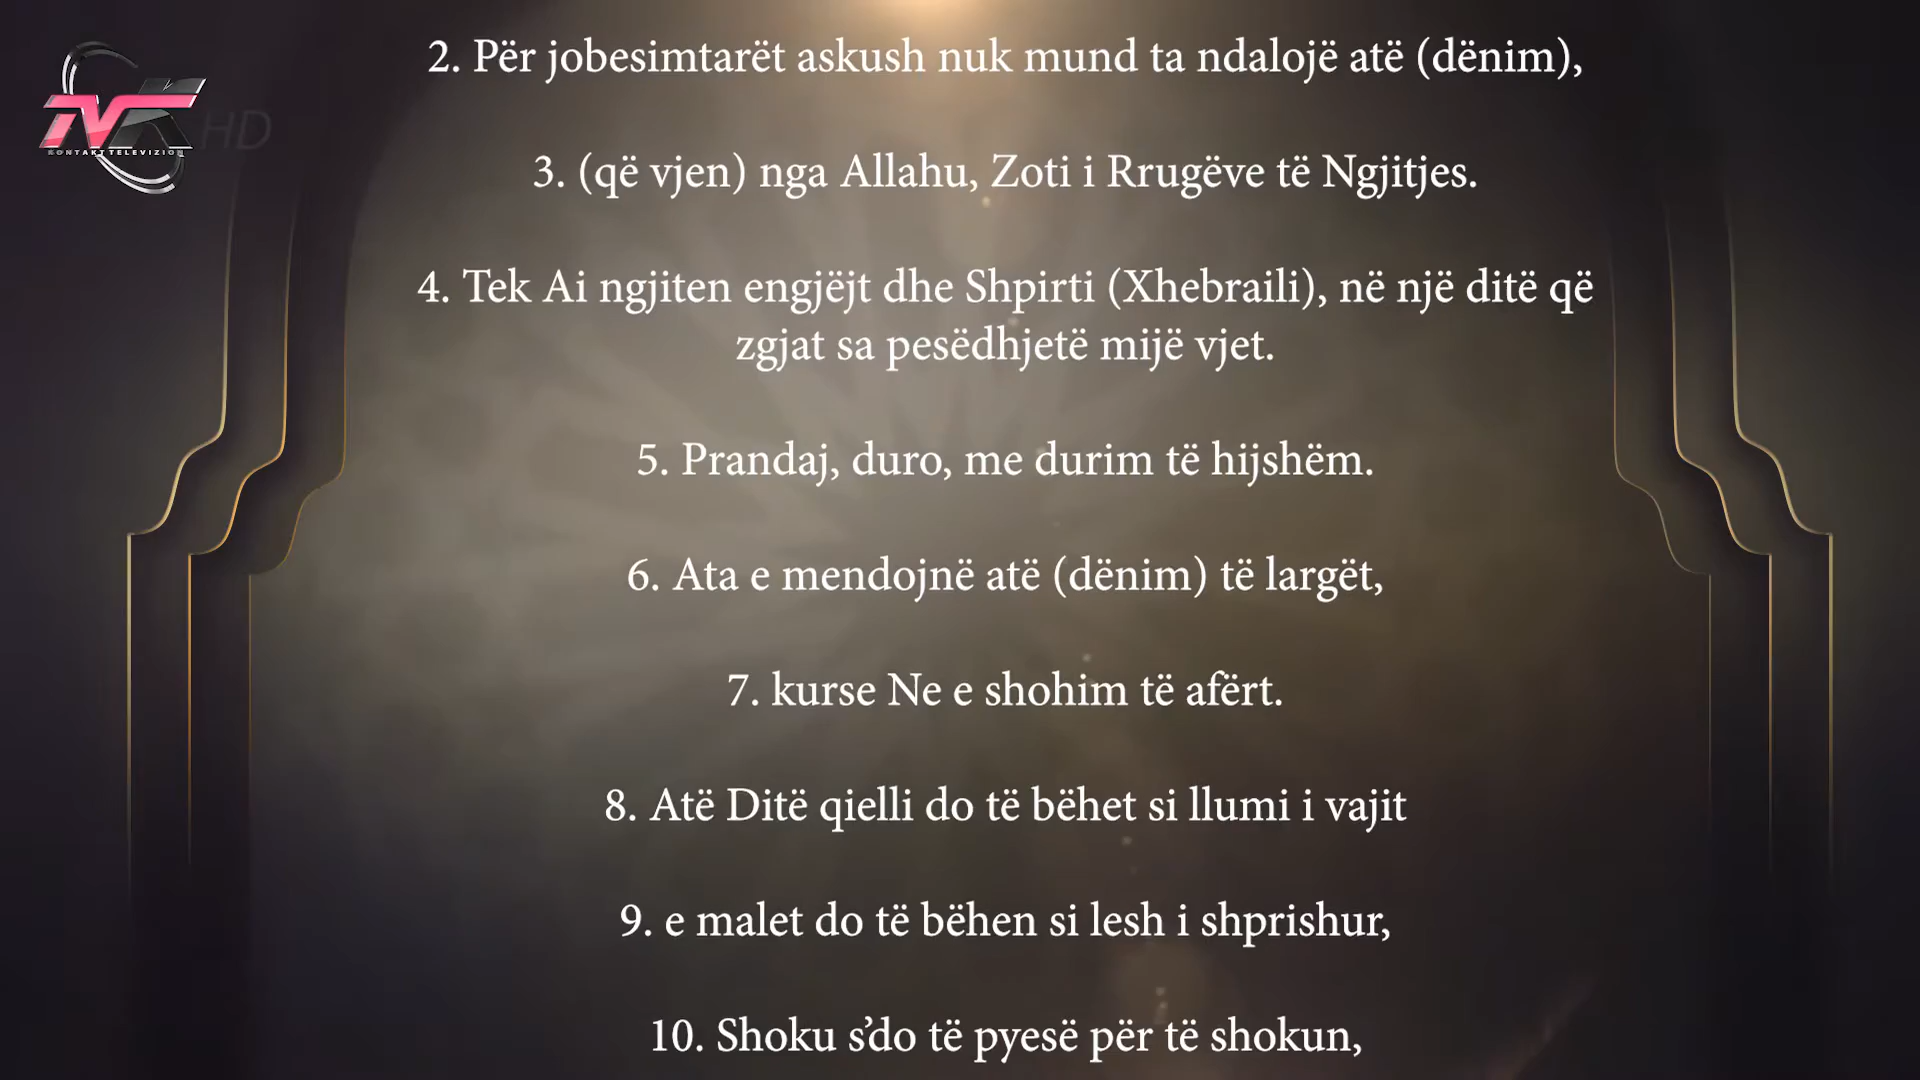 TVK HD
KONTAKT TELEVIZION
2. Për jobesimtarët askush nuk mund ta ndalojë atë (dënim),
3. (që vjen) nga Allahu, Zoti i Rrugëve të Ngjitjes.
4. Tek Ai ngjiten engjëjt dhe Shpirti (Xhebraili), në një ditë që
zgjat sa pesëdhjetë mijë vjet.
5. Prandaj, duro, me durim të hijshëm.
6. Ata e mendojnë atë (dënim) të largët,
7. kurse Ne e shohim të afërt.
8. Atë Ditë qielli do të bëhet si llumi i vajit
9. e malet do të bëhen si lesh i shprishur,
10. Shoku s’do të pyesë për të shokun,